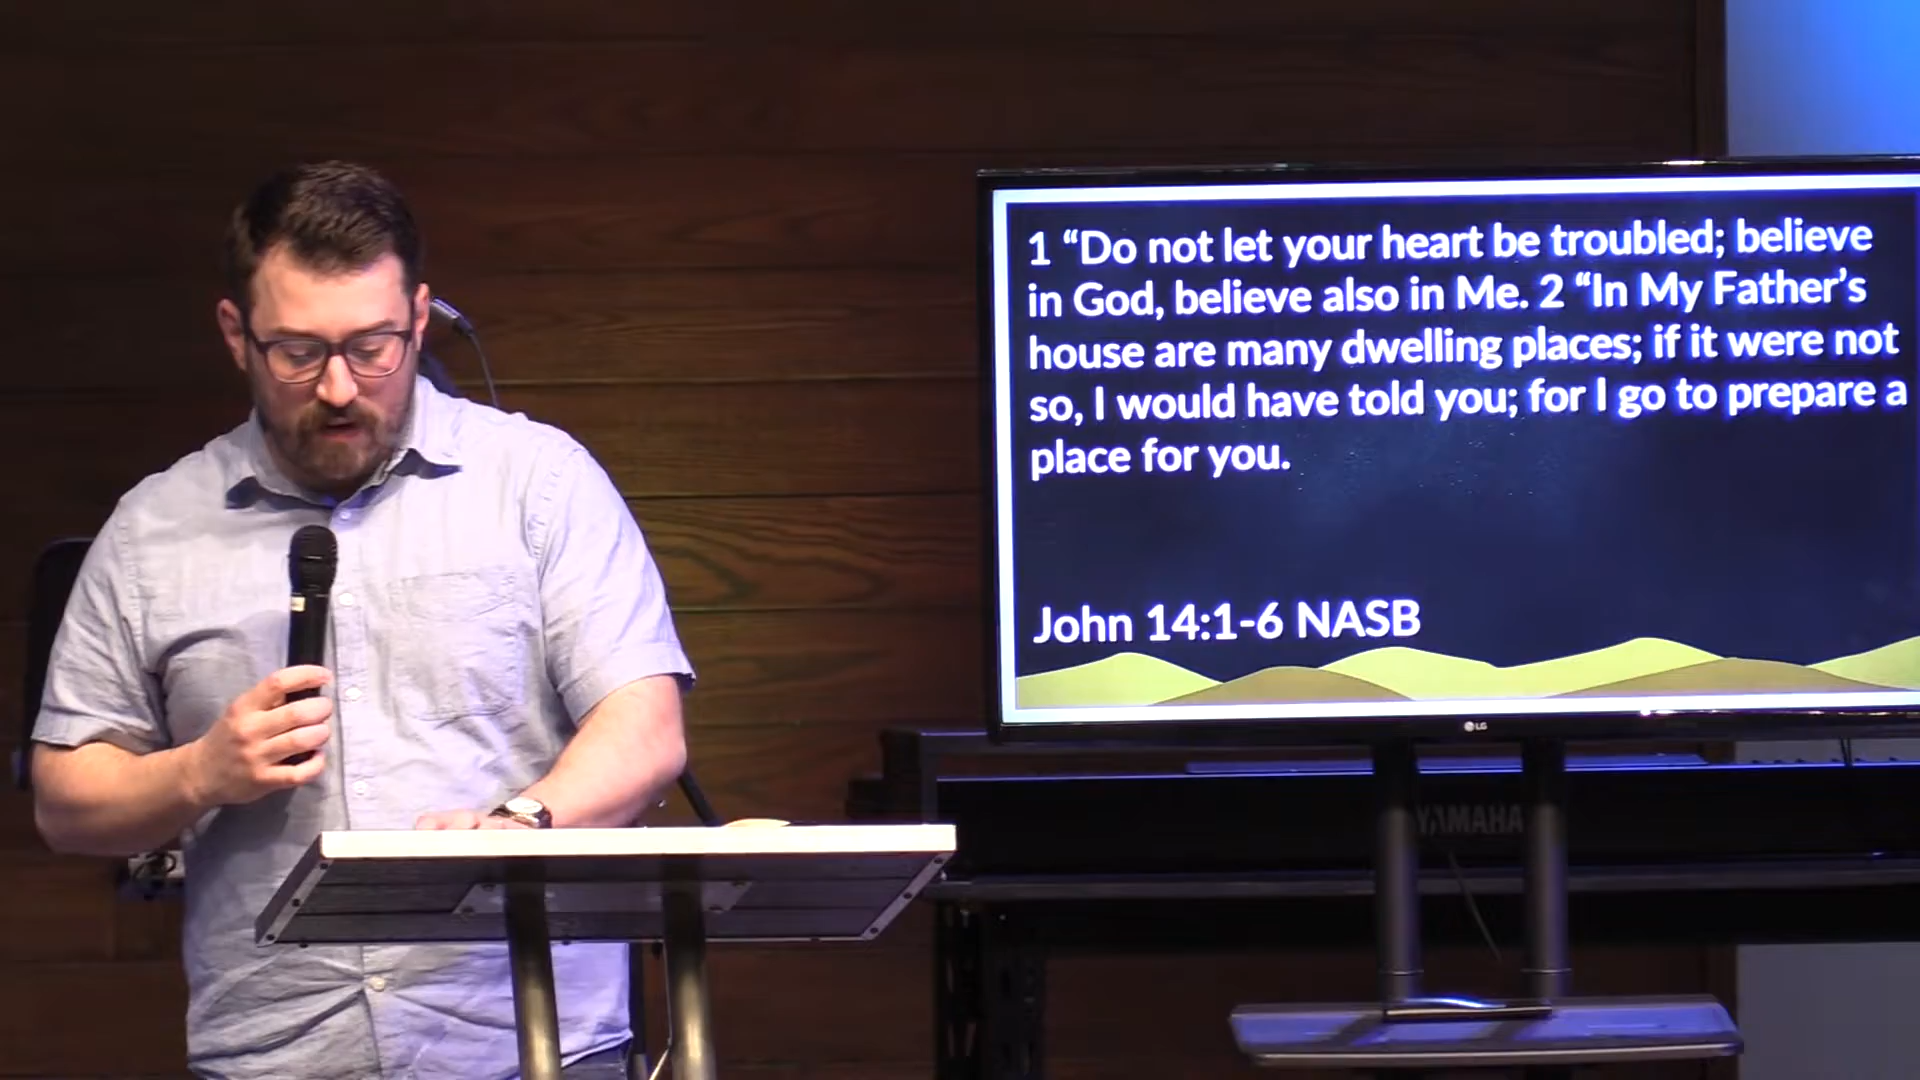 1 “Do not let your heart be troubled; believe
in God, believe also in Me. 2 “In My Father’s
house are many dwelling places; if it were not
so, I would have told you; for I go to prepare a
place for you.
John 14:1-6 NASB
LG
YAMAHA